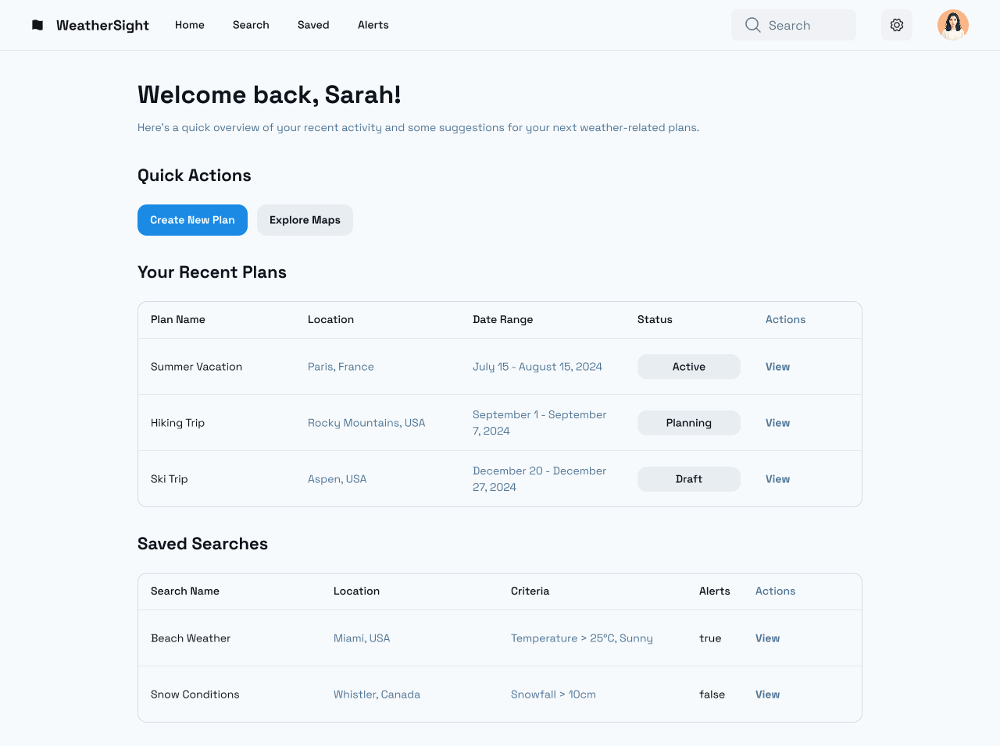 WeatherSight Home Search Saved Alerts Search
Welcome back, Sarah!
Here's a quick overview of your recent activity and some suggestions for your next weather-related plans.
Quick Actions
Create New Plan Explore Maps
Your Recent Plans
Plan Name Location Date Range Status Actions
Summer Vacation Paris, France July 15 - August 15, 2024 Active View
Hiking Trip Rocky Mountains, USA September 1 - September 7, 2024 Planning View
Ski Trip Aspen, USA December 20 - December 27, 2024 Draft View
Saved Searches
Search Name Location Criteria Alerts Actions
Beach Weather Miami, USA Temperature > 25°C, Sunny true View
Snow Conditions Whistler, Canada Snowfall > 10cm false View